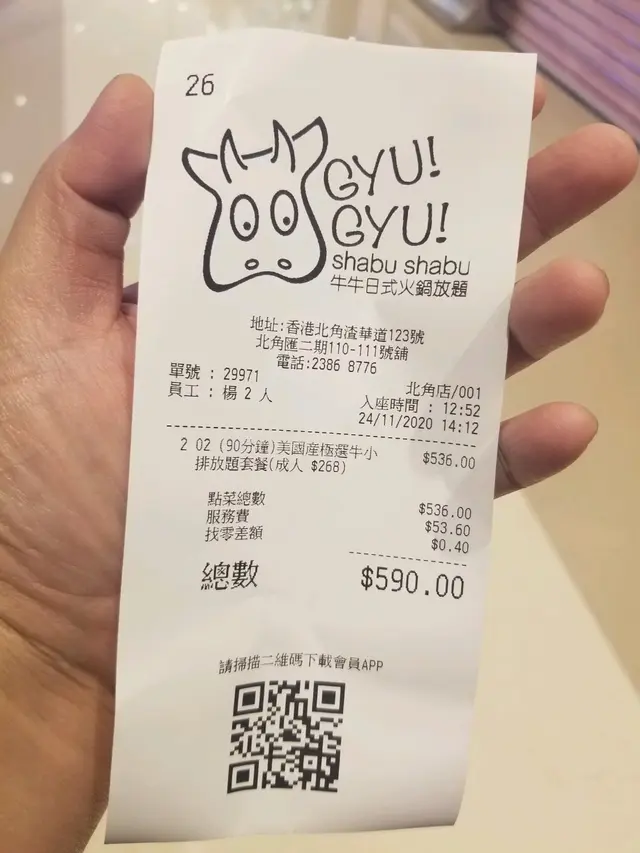 26
GYU!
GYU!
shabu shabu
牛牛日式火鍋放題
地址:香港北角渣華道123號
北角匯二期110-111號舖
電話:2386 8776
單號 : 29971 北角店/001
員工 : 楊 2 人 入座時間 : 12:52
24/11/2020 14:12
2 02 (90分鐘)美國産極選牛小 $536.00
排放題套餐(成人 $268)
點菜總數 $536.00
服務費 $53.60
找零差額 $0.40
總數 $590.00
請掃描二維碼下載會員APP